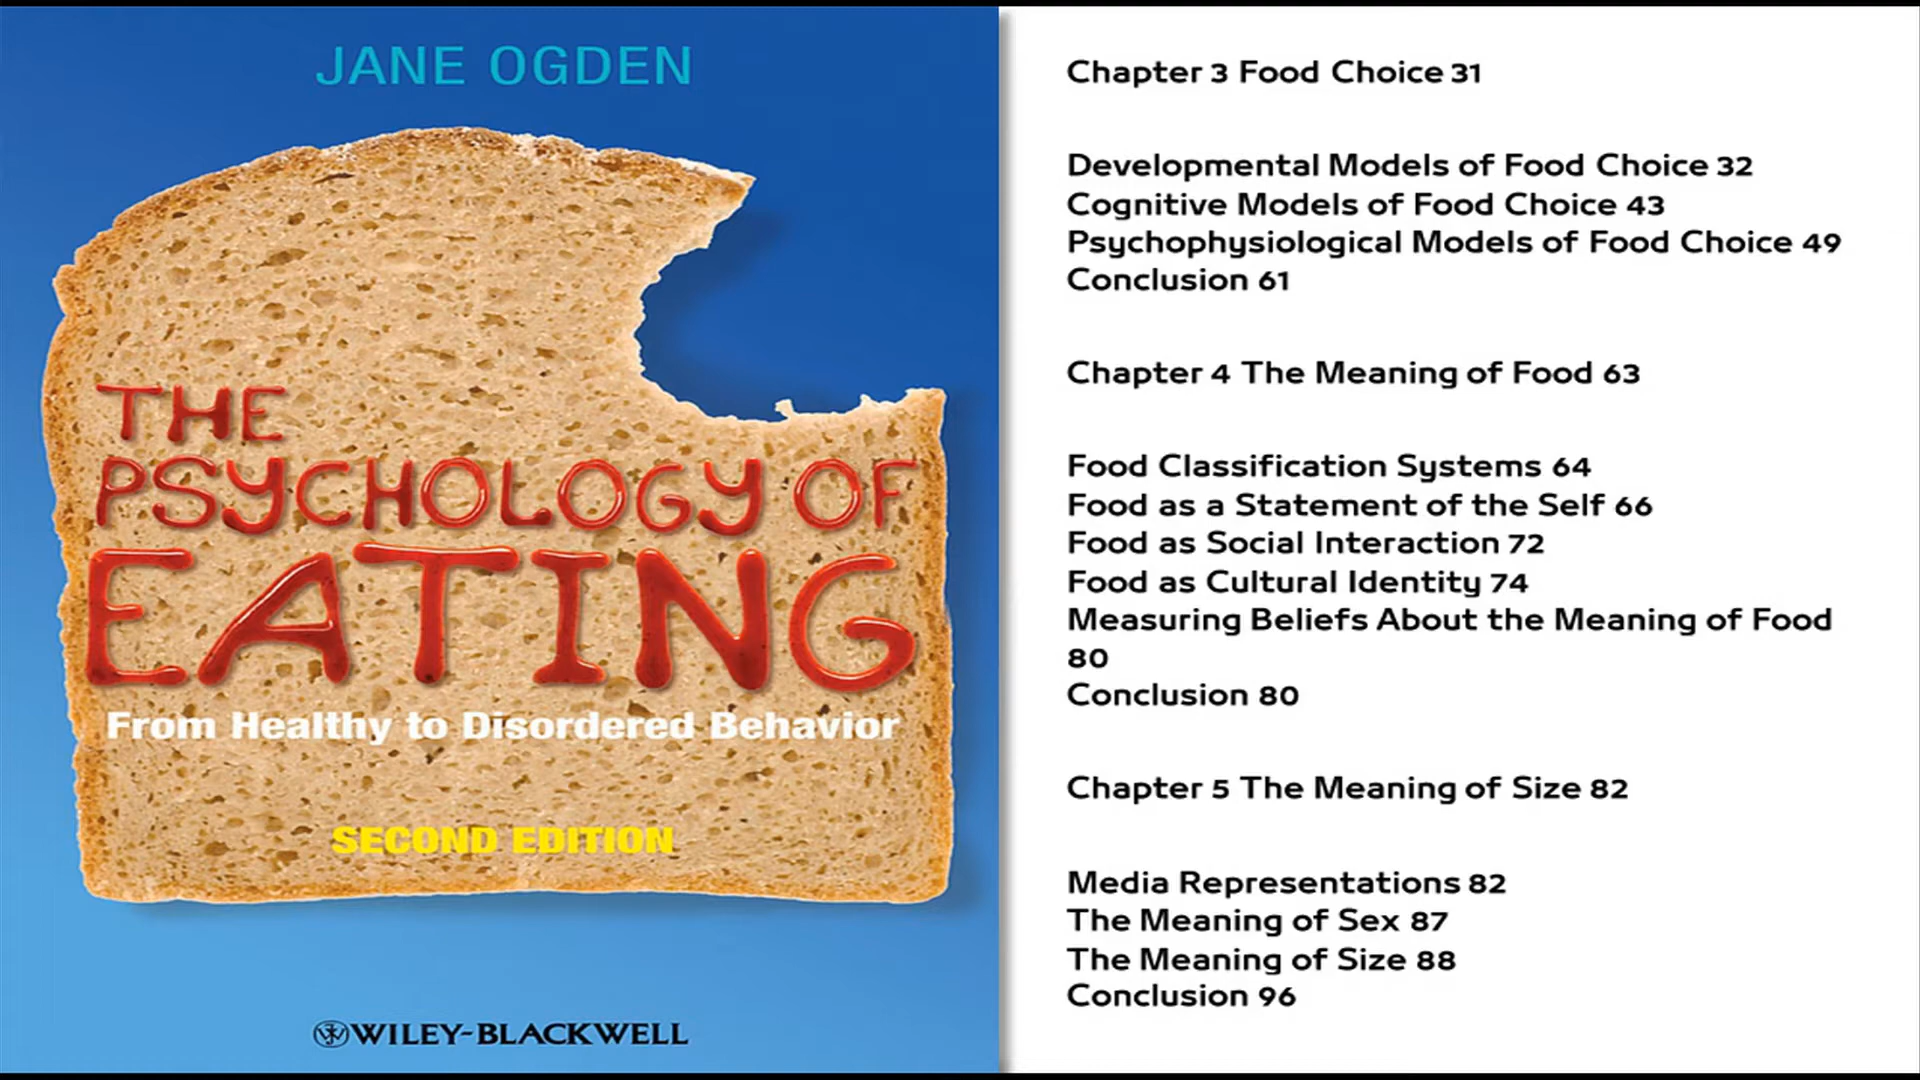 JANE OGDEN
THE
PSYCHOLOGY OF
EATING
From Healthy to Disordered Behavior
SECOND EDITION
WILEY-BLACKWELL
Chapter 3 Food Choice 31
Developmental Models of Food Choice 32
Cognitive Models of Food Choice 43
Psychophysiological Models of Food Choice 49
Conclusion 61
Chapter 4 The Meaning of Food 63
Food Classification Systems 64
Food as a Statement of the Self 66
Food as Social Interaction 72
Food as Cultural Identity 74
Measuring Beliefs About the Meaning of Food
80
Conclusion 80
Chapter 5 The Meaning of Size 82
Media Representations 82
The Meaning of Sex 87
The Meaning of Size 88
Conclusion 96